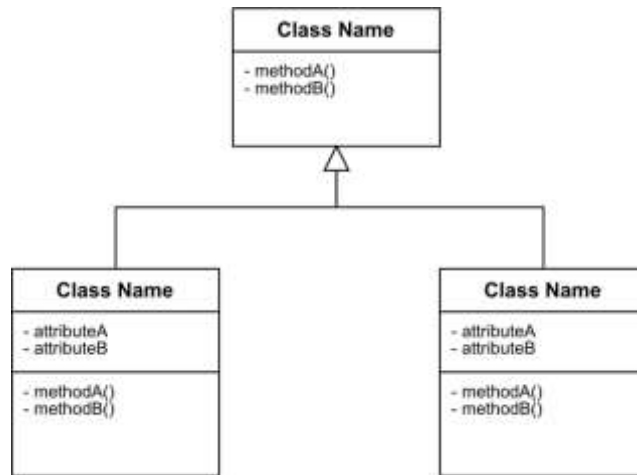 Class Name
- methodA()
- methodB()
Class Name
- attributeA
- attributeB
- methodA()
- methodB()
Class Name
- attributeA
- attributeB
- methodA()
- methodB()